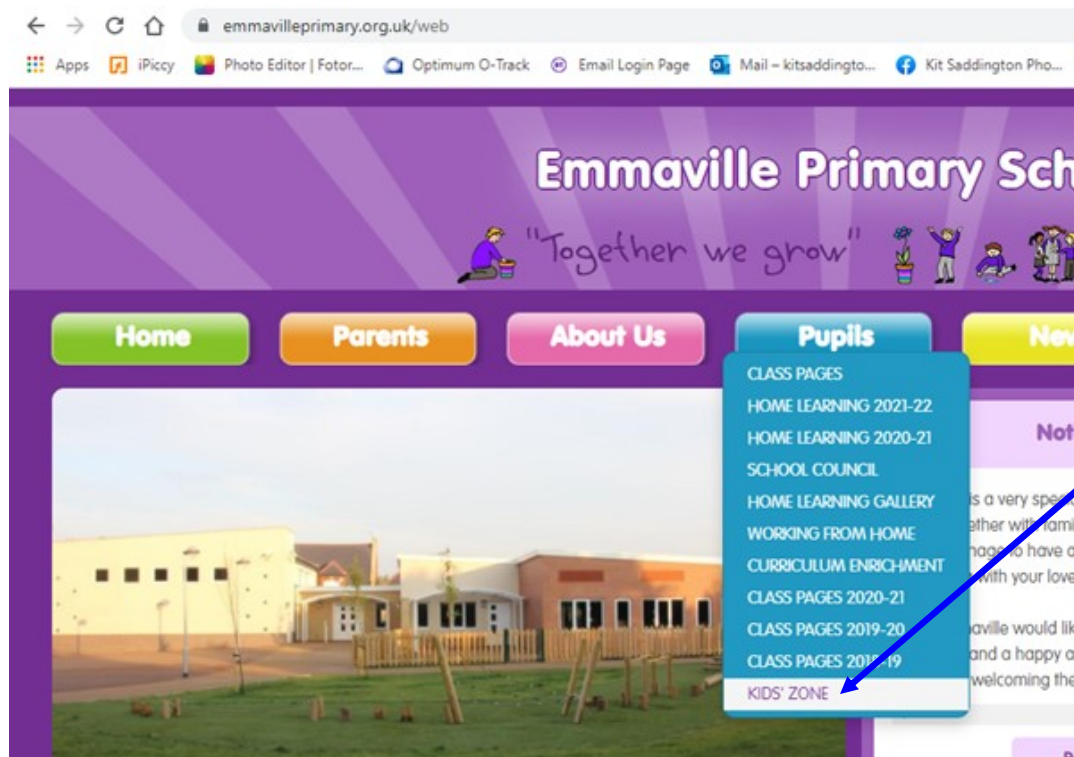 emmavilleprimary.org.uk/web
Apps iPiccy Photo Editor | Fotor... Optimum O-Track Email Login Page Mail – kitsaddingto... Kit Saddington Pho...
Emmaville Primary Sch
"Together we grow"
Home Parents About Us Pupils New
CLASS PAGES
HOME LEARNING 2021-22
HOME LEARNING 2020-21
SCHOOL COUNCIL
HOME LEARNING GALLERY
WORKING FROM HOME
CURRICULUM ENRICHMENT
CLASS PAGES 2020-21
CLASS PAGES 2019-20
CLASS PAGES 2018-19
KIDS' ZONE
Not
is a very spec
ether with fami
to have a
with your love
aville would lik
and a happy a
welcoming the